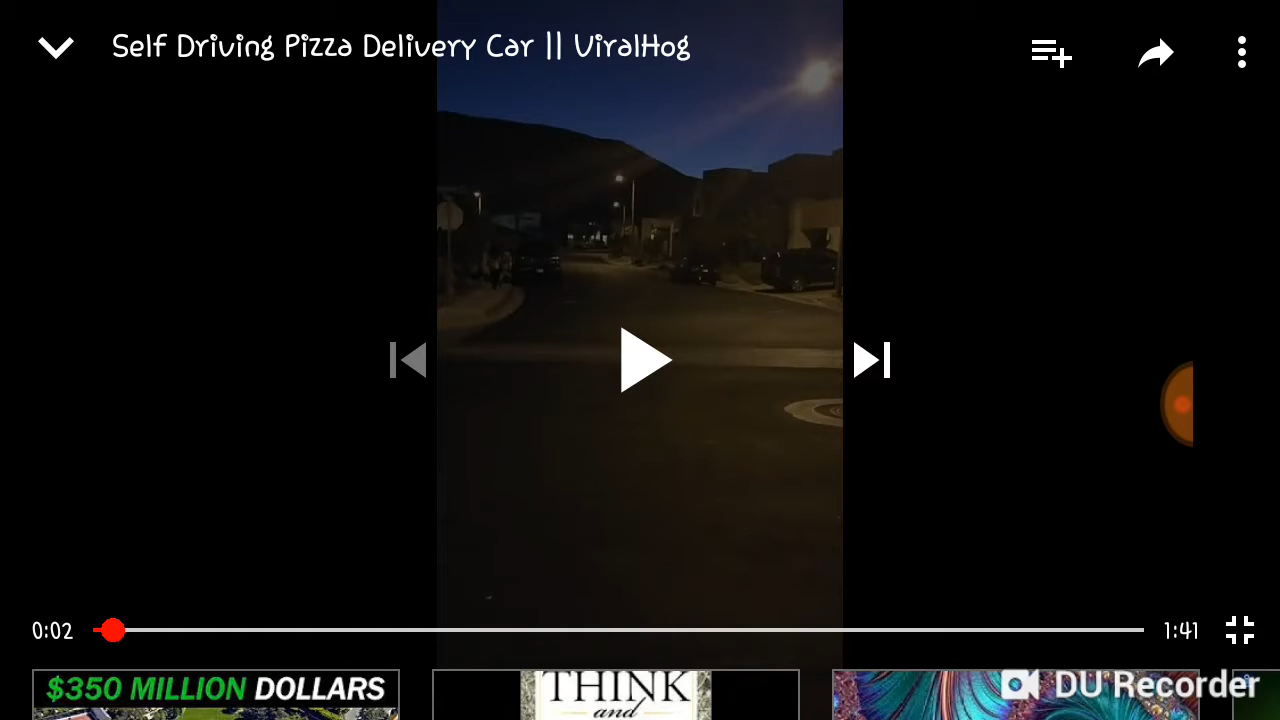 Self Driving Pizza Delivery Car || ViralHog
0:02
1:41
$350 MILLION DOLLARS
THINK
and
DU Recorder